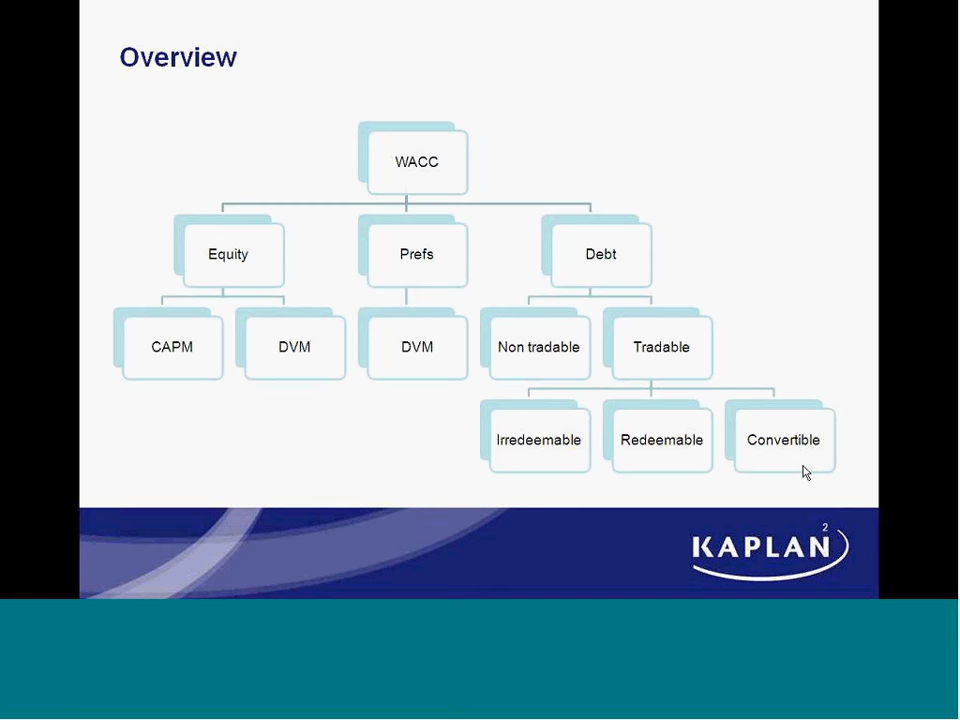 Overview
WACC
Equity
Prefs
Debt
CAPM
DVM
DVM
Non tradable
Tradable
Irredeemable
Redeemable
Convertible
2
KAPLAN